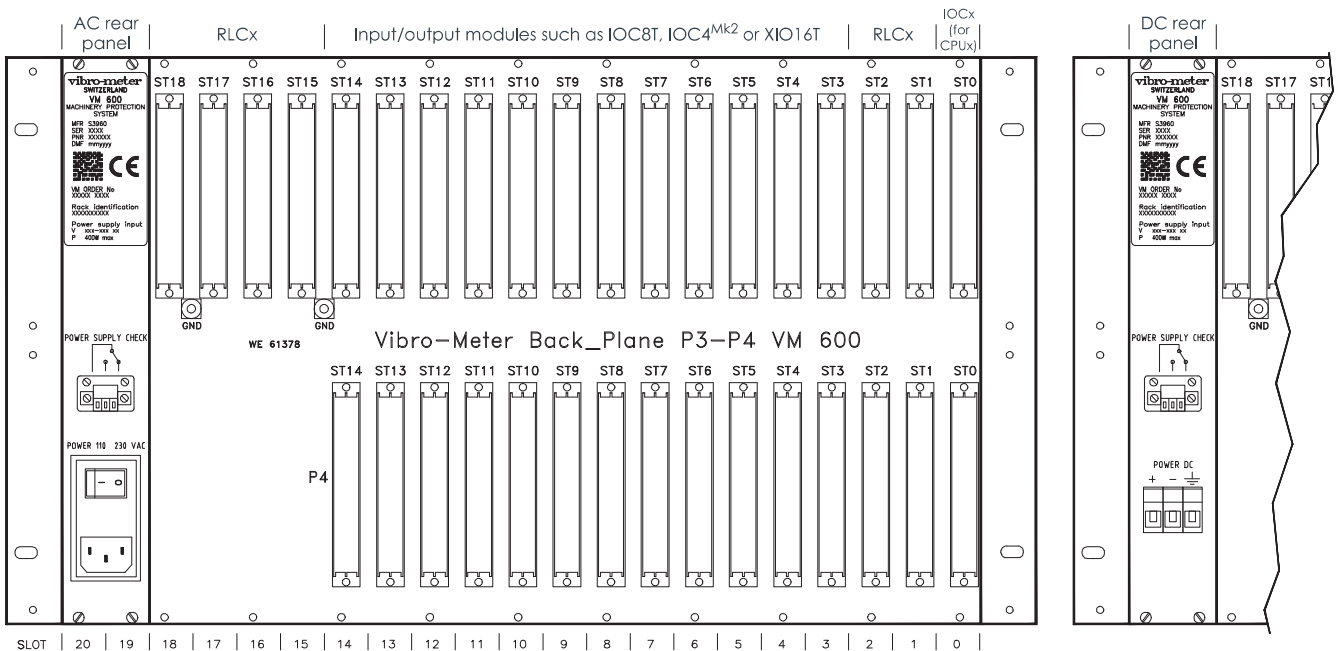 AC rear panel
RLCx
Input/output modules such as IOC8T, IOC4Mk2 or XIO16T
RLCx
IOCx (for CPUx)
DC rear panel
vibro-meter
SWITZERLAND
VM 600
MACHINERY PROTECTION
SYSTEM
MFR S3960
SER XXXX
PNR XXXXXX
DMF mmyyyy
CE
VM ORDER No
XXXXX XXXX
Rack identification
XXXXXXXXXX
Power supply input
V xxx-xxx xx
P 400W max
ST18 ST17 ST16 ST15 ST14 ST13 ST12 ST11 ST10 ST9 ST8 ST7 ST6 ST5 ST4 ST3 ST2 ST1 ST0
GND GND
POWER SUPPLY CHECK
WE 61378
Vibro-Meter Back_Plane P3-P4 VM 600
ST14 ST13 ST12 ST11 ST10 ST9 ST8 ST7 ST6 ST5 ST4 ST3 ST2 ST1 ST0
POWER 110 230 VAC
P4
SLOT 20 19 18 17 16 15 14 13 12 11 10 9 8 7 6 5 4 3 2 1 0
vibro-meter
SWITZERLAND
VM 600
MACHINERY PROTECTION
SYSTEM
MFR S3960
SER XXXX
PNR XXXXXX
DMF mmyyyy
CE
VM ORDER No
XXXXX XXXX
Rack identification
XXXXXXXXXX
Power supply input
V xxx-xxx xx
P 400W max
ST18 ST17 ST1
GND
POWER SUPPLY CHECK
POWER DC
+ −